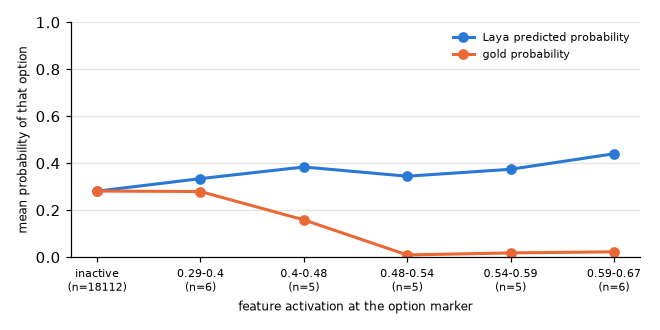 1.0
0.8
0.6
0.4
0.2
0.0
mean probability of that option
Laya predicted probability
gold probability
inactive
(n=18112)
0.29-0.4
(n=6)
0.4-0.48
(n=5)
0.48-0.54
(n=5)
0.54-0.59
(n=5)
0.59-0.67
(n=6)
feature activation at the option marker